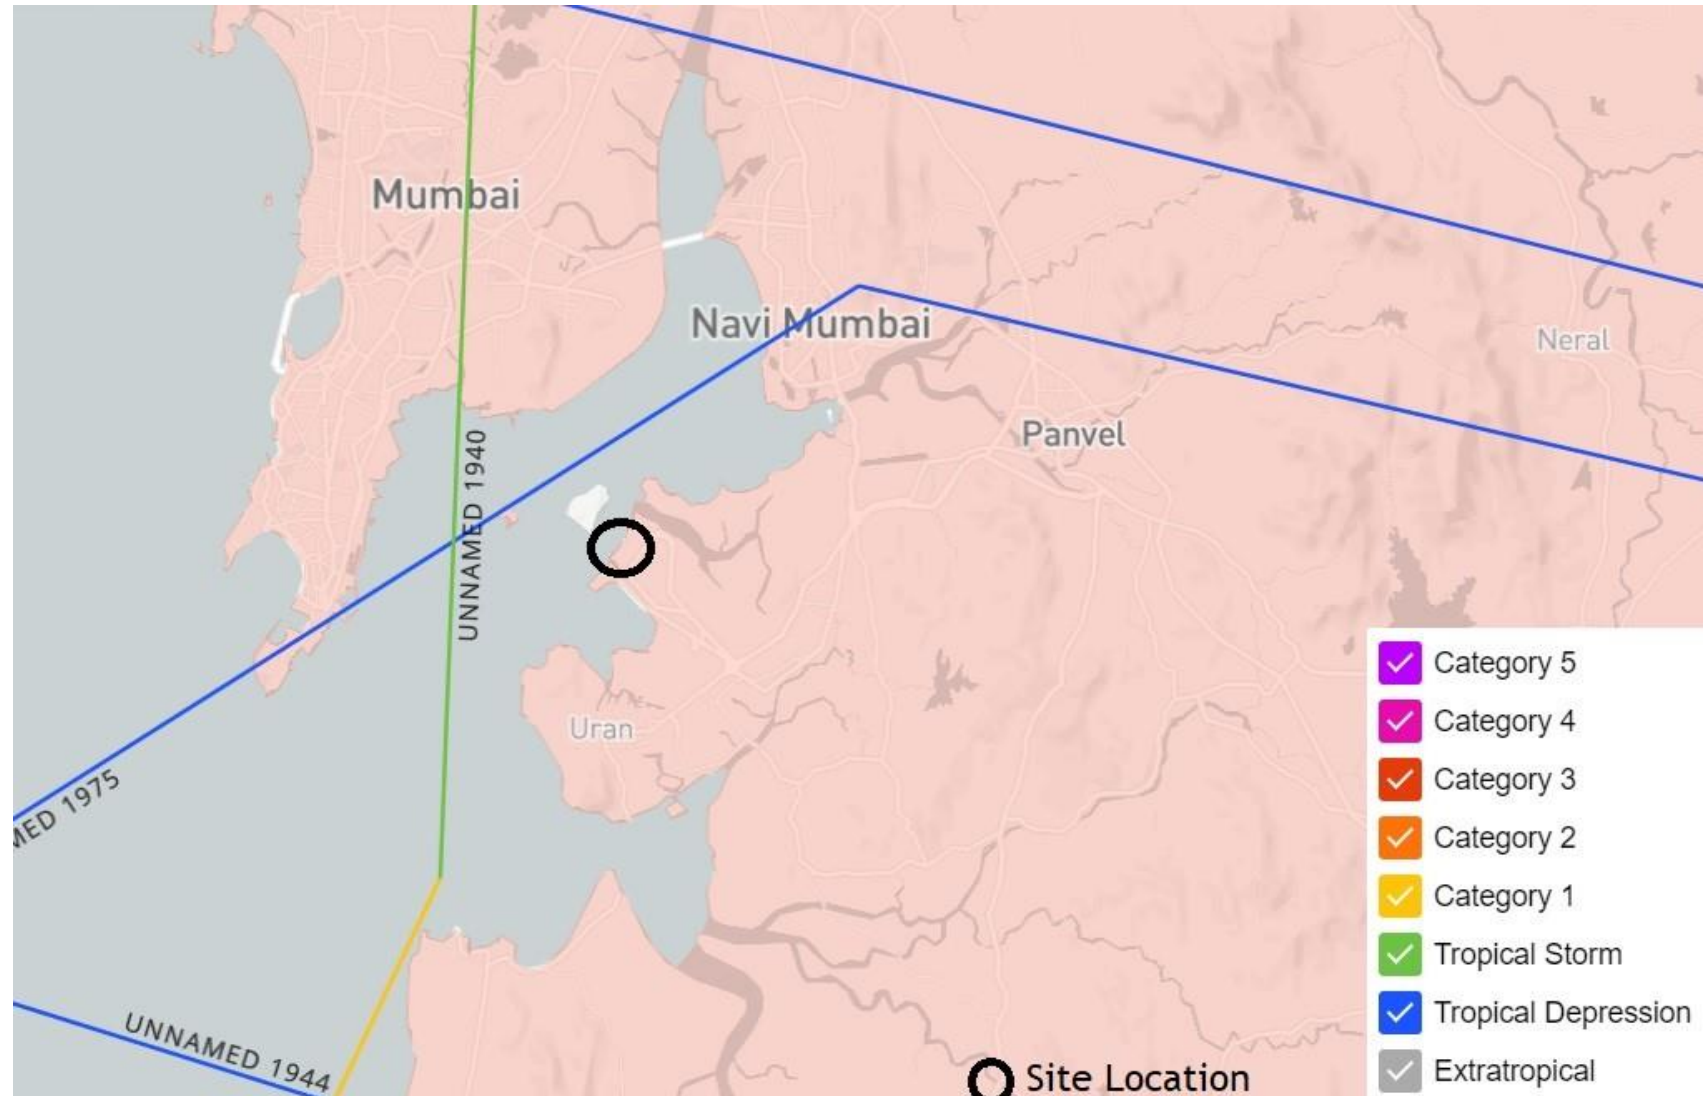 Mumbai
Navi Mumbai
Neral
Panvel
UNNAMED 1940
Uran
MED 1975
UNNAMED 1944
Category 5
Category 4
Category 3
Category 2
Category 1
Tropical Storm
Tropical Depression
Extratropical
Site Location